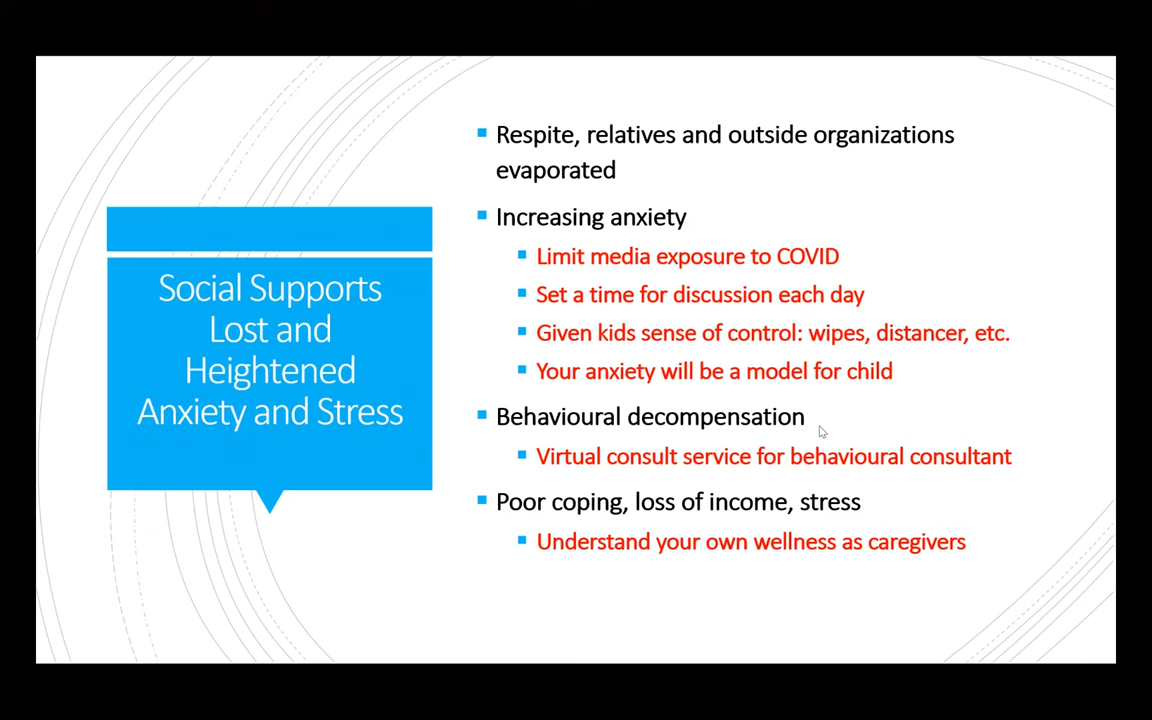 Social Supports
Lost and
Heightened
Anxiety and Stress
Respite, relatives and outside organizations
evaporated
Increasing anxiety
Limit media exposure to COVID
Set a time for discussion each day
Given kids sense of control: wipes, distancer, etc.
Your anxiety will be a model for child
Behavioural decompensation
Virtual consult service for behavioural consultant
Poor coping, loss of income, stress
Understand your own wellness as caregivers